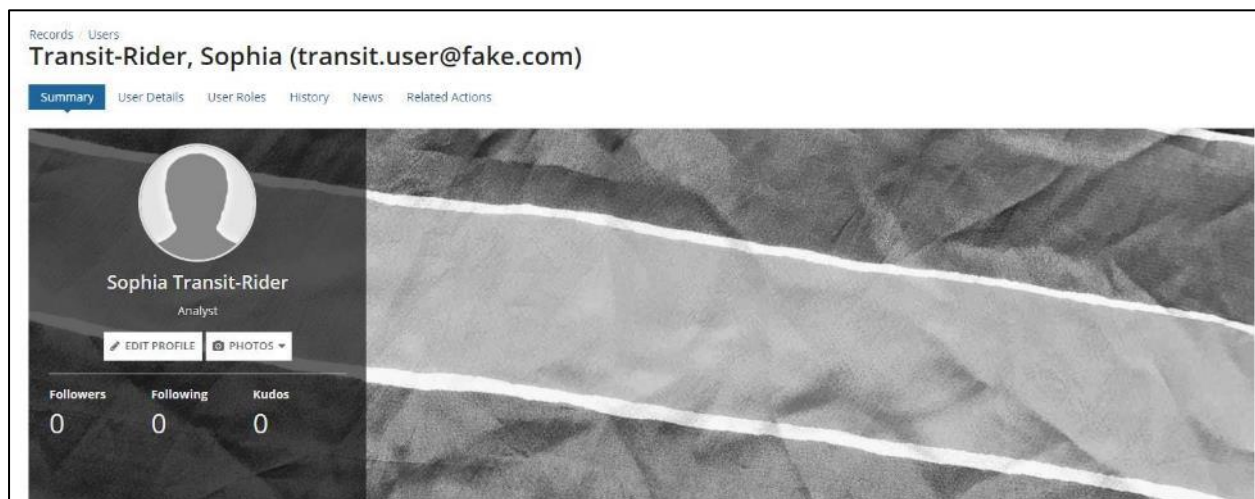 Records / Users
Transit-Rider, Sophia (transit.user@fake.com)
Summary User Details User Roles History News Related Actions
Sophia Transit-Rider
Analyst
EDIT PROFILE PHOTOS
Followers Following Kudos
0 0 0